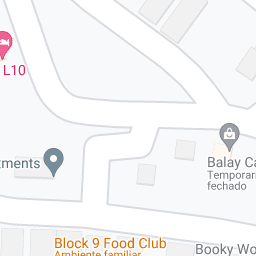 L10
Balay Ca
Temporar
fechado
tments
Block 9 Food Club
Ambiente familiar
Booky Wo